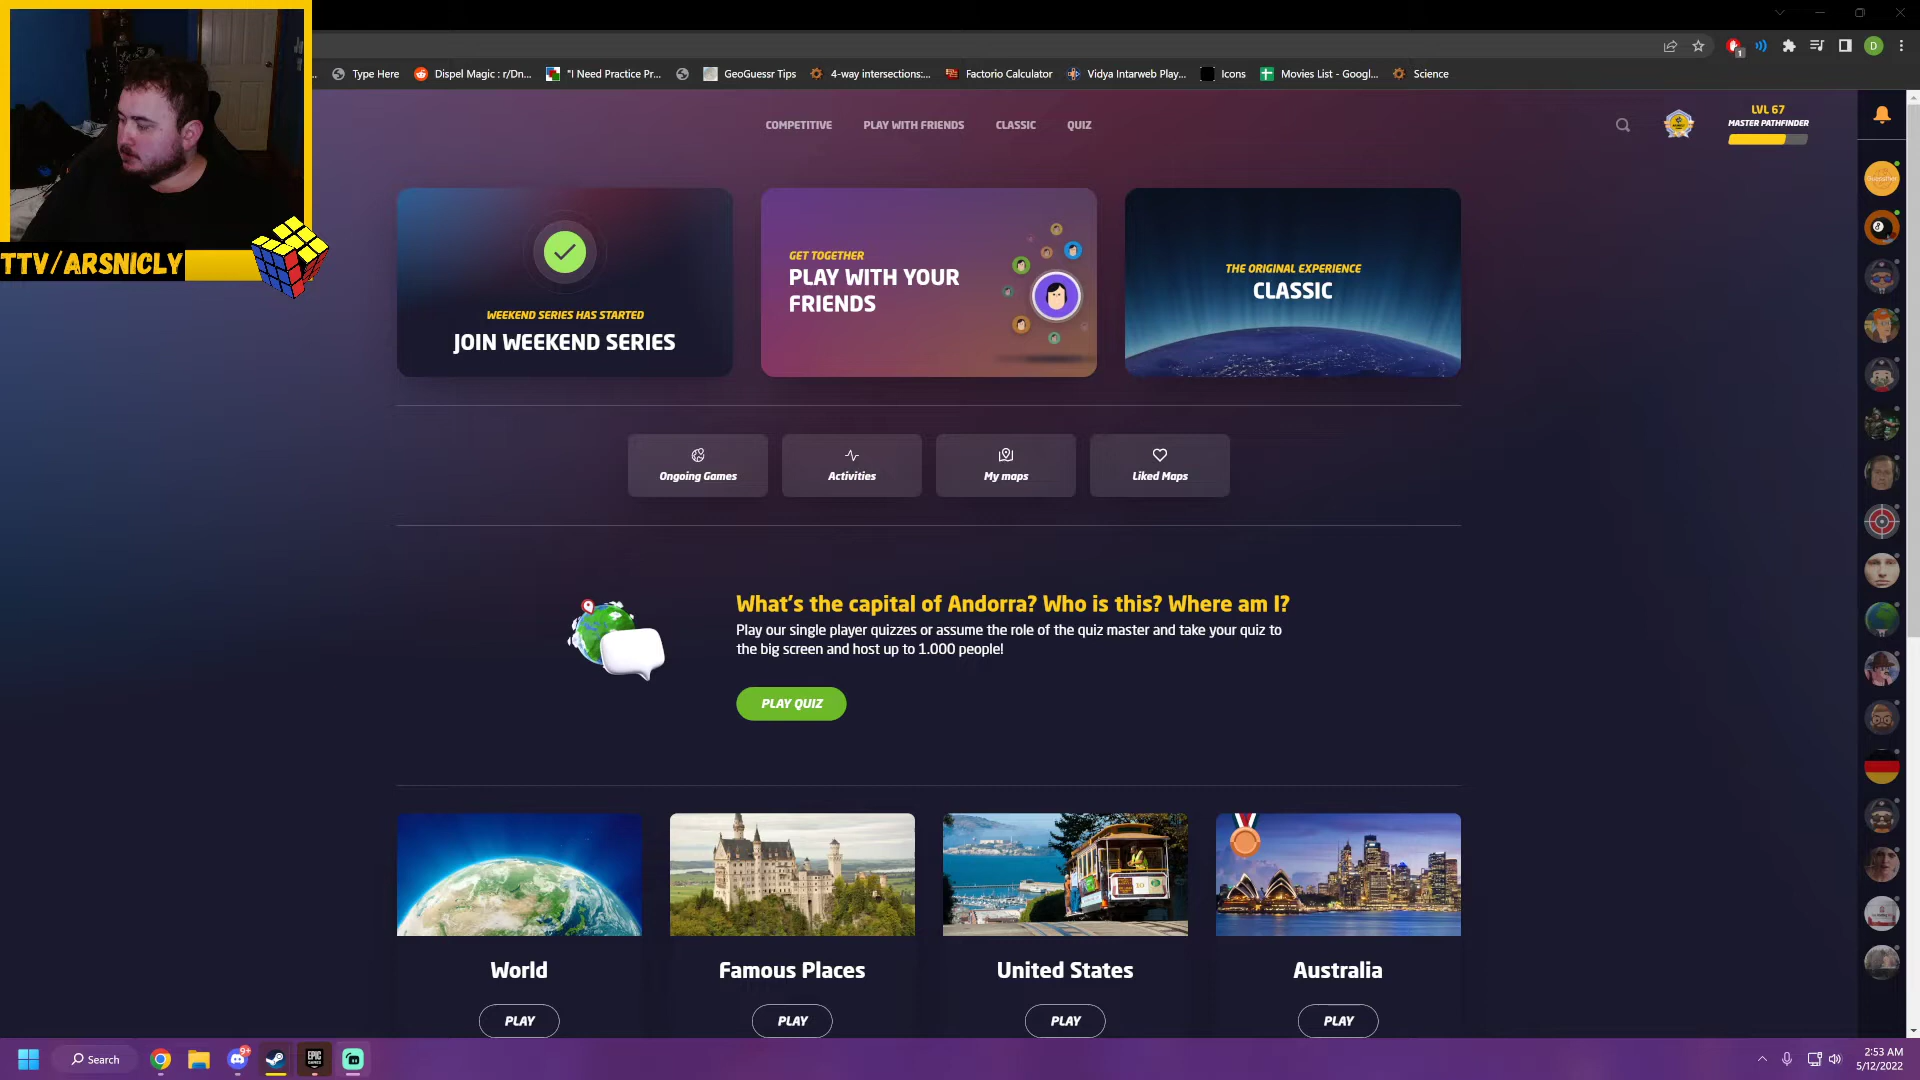 Type Here
Dispel Magic : r/Dn...
"I Need Practice Pr...
GeoGuessr Tips
4-way intersections:...
Factorio Calculator
Vidya Intarweb Play...
Icons
Movies List - Googl...
Science
COMPETITIVE
PLAY WITH FRIENDS
CLASSIC
QUIZ
LVL 67
MASTER PATHFINDER
TTV/ARSNICLY
WEEKEND SERIES HAS STARTED
JOIN WEEKEND SERIES
GET TOGETHER
PLAY WITH YOUR
FRIENDS
THE ORIGINAL EXPERIENCE
CLASSIC
Ongoing Games
Activities
My maps
Liked Maps
What's the capital of Andorra? Who is this? Where am I?
Play our single player quizzes or assume the role of the quiz master and take your quiz to
the big screen and host up to 1.000 people!
PLAY QUIZ
World
Famous Places
United States
Australia
PLAY
PLAY
PLAY
PLAY
Search
9+
EPIC
GAMES
2:53 AM
5/12/2022